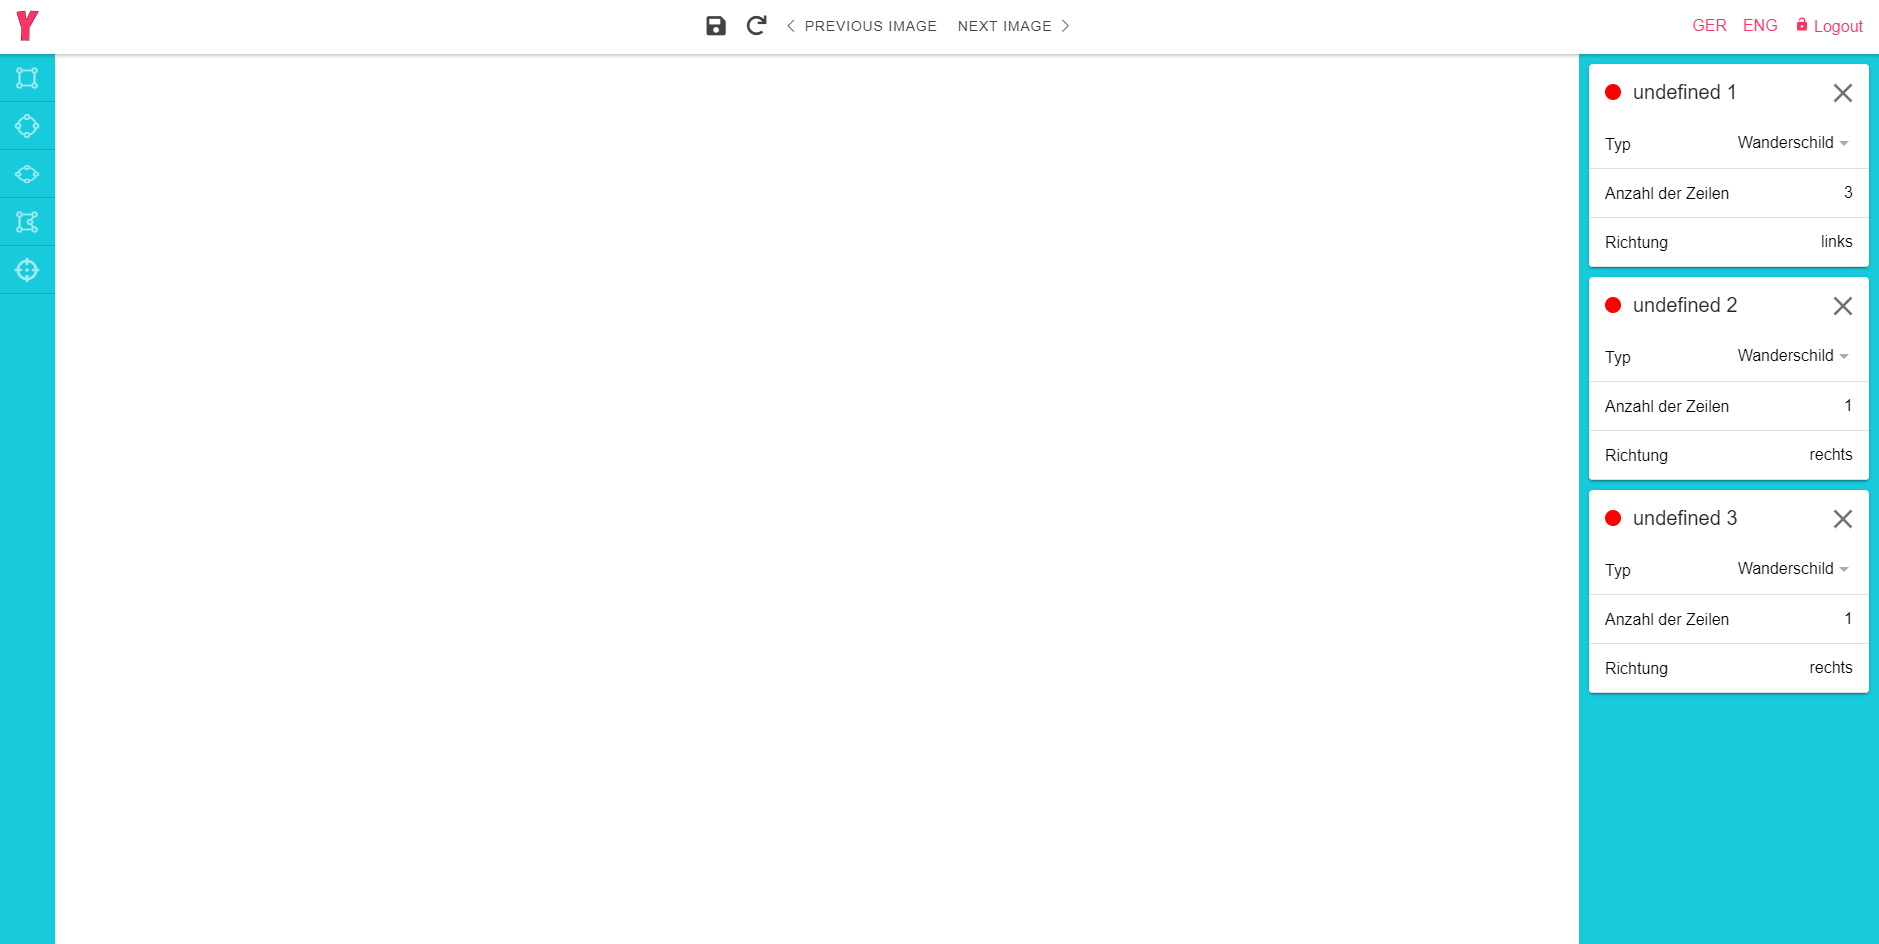 Y
PREVIOUS IMAGE NEXT IMAGE
GER ENG Logout
undefined 1
Typ Wanderschild
Anzahl der Zeilen 3
Richtung links
undefined 2
Typ Wanderschild
Anzahl der Zeilen 1
Richtung rechts
undefined 3
Typ Wanderschild
Anzahl der Zeilen 1
Richtung rechts